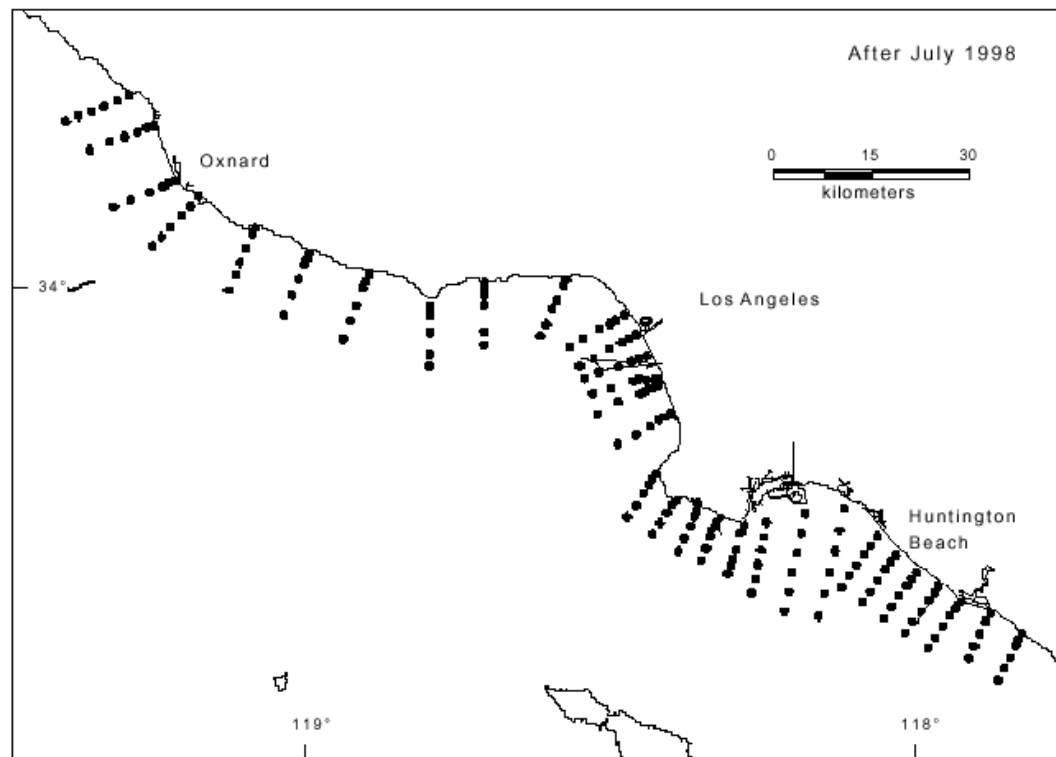 After July 1998
Oxnard
0 15 30
kilometers
34°
Los Angeles
Huntington
Beach
119° 118°